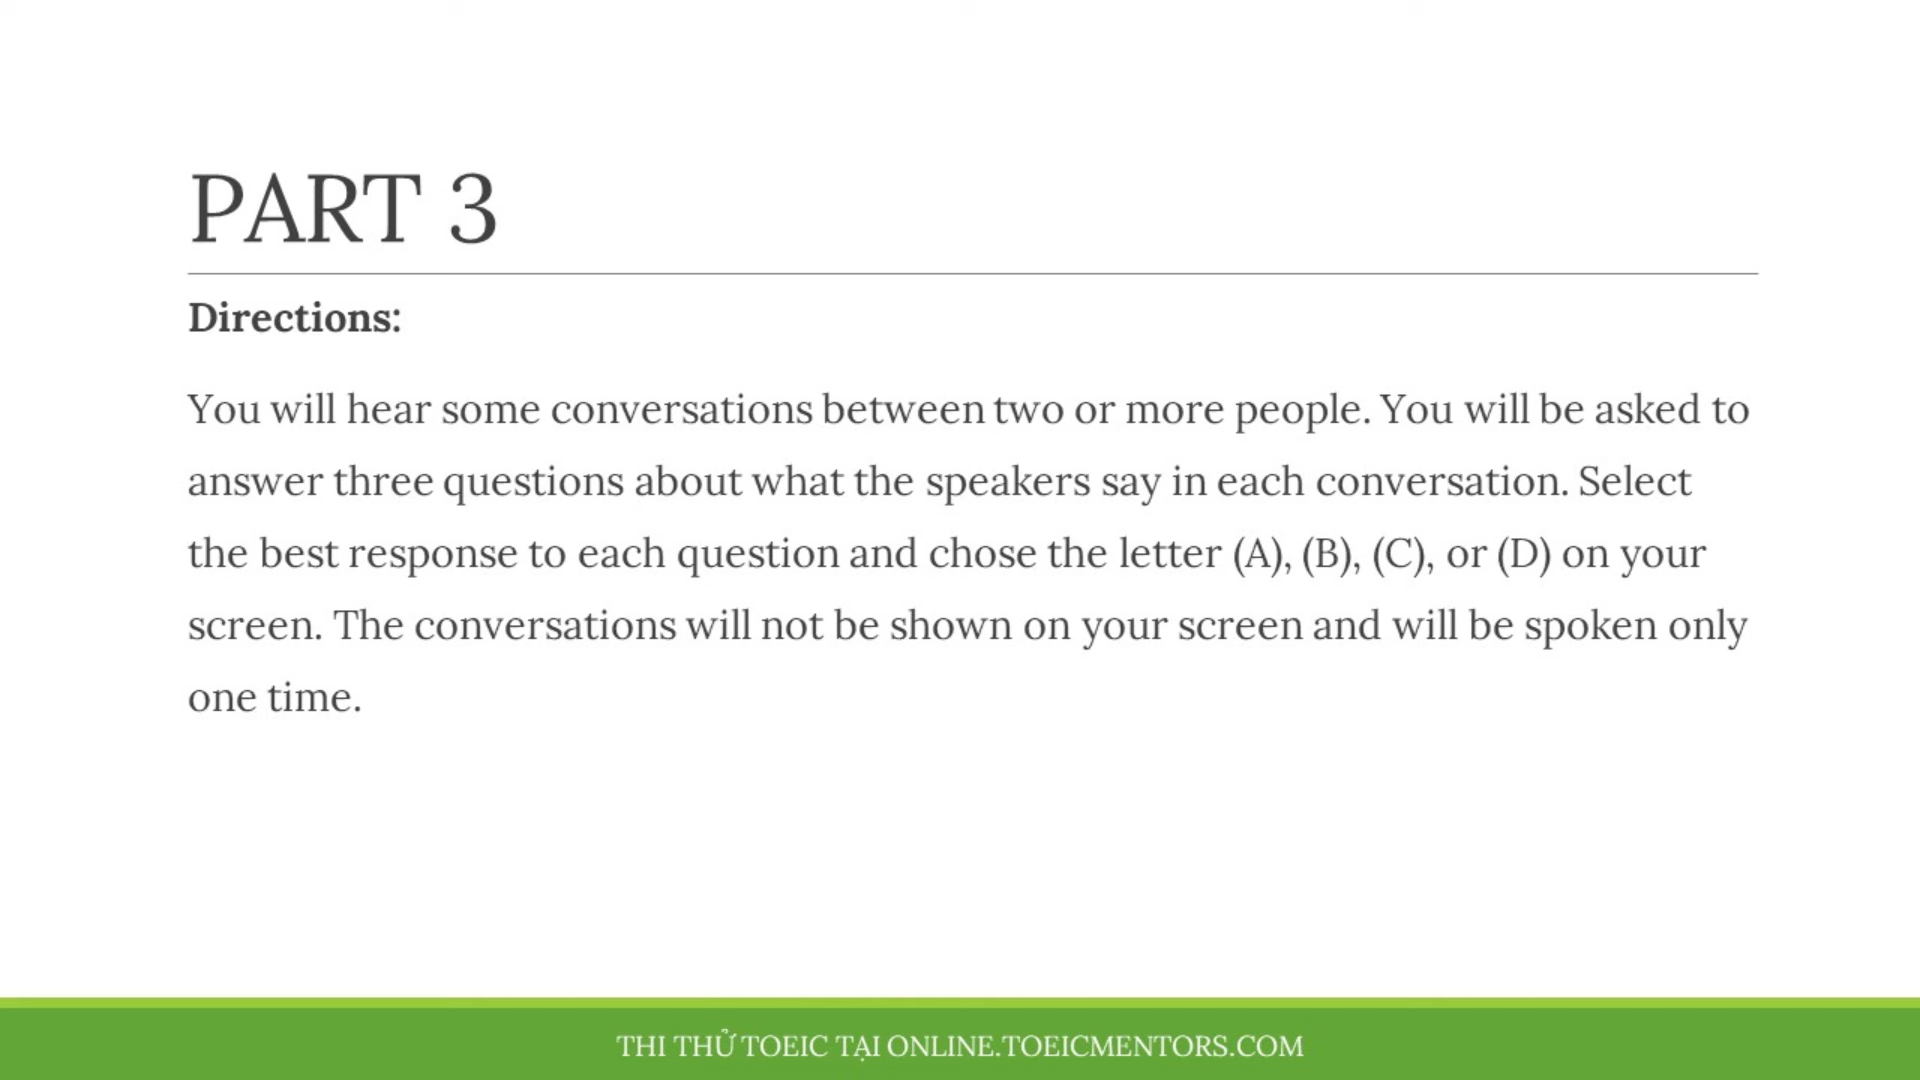 PART 3
Directions:
You will hear some conversations between two or more people. You will be asked to
answer three questions about what the speakers say in each conversation. Select
the best response to each question and chose the letter (A), (B), (C), or (D) on your
screen. The conversations will not be shown on your screen and will be spoken only
one time.
THI THỬ TOEIC TẠI ONLINE.TOEICMENTORS.COM